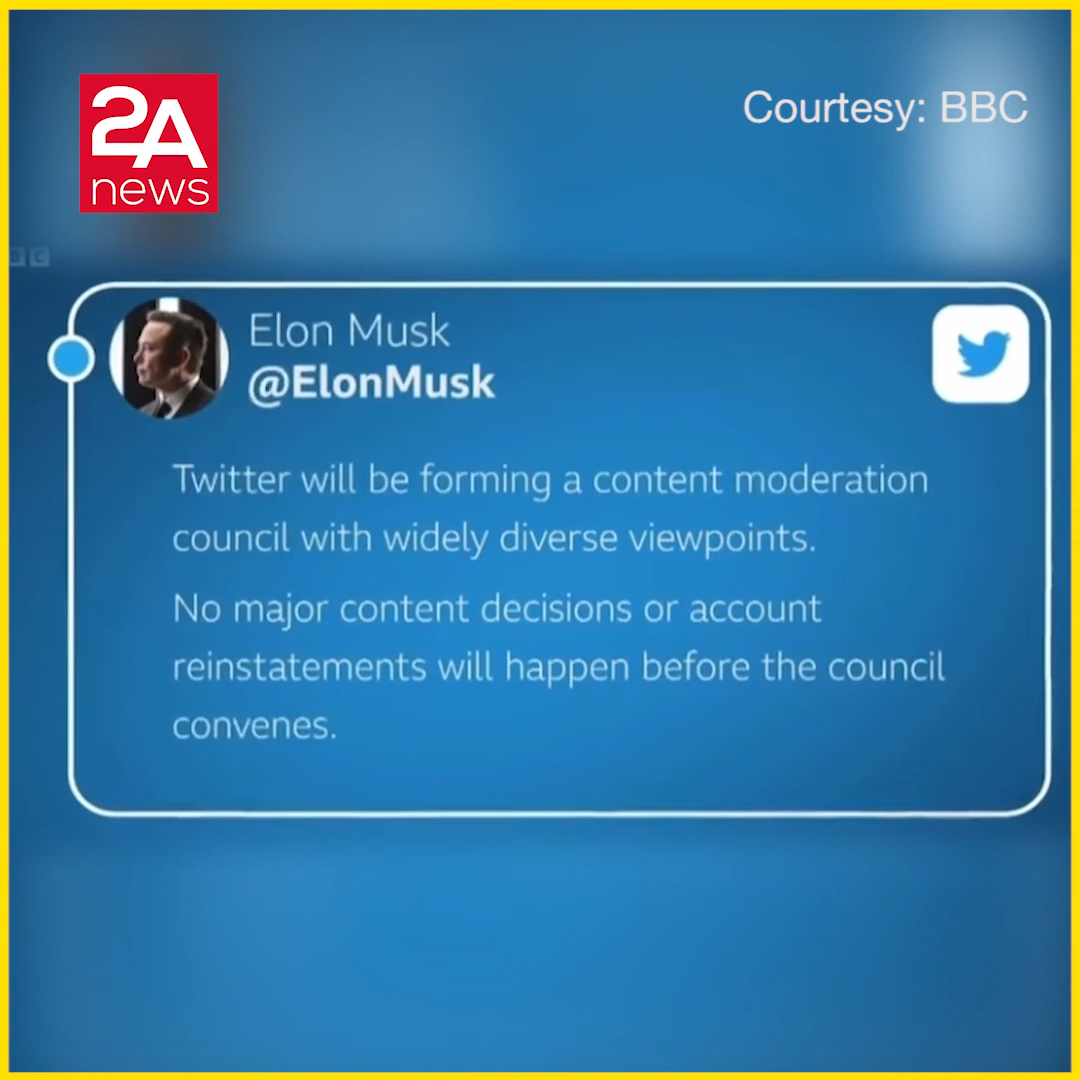 2A
news
Courtesy: BBC
B C
Elon Musk
@ElonMusk
Twitter will be forming a content moderation
council with widely diverse viewpoints.
No major content decisions or account
reinstatements will happen before the council
convenes.